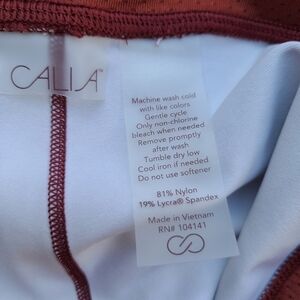 CALIA™
Machine wash cold
with like colors
Gentle cycle
Only non-chlorine
bleach when needed
Remove promptly
after wash
Tumble dry low
Cool iron if needed
Do not use softener
81% Nylon
19% Lycra® Spandex
Made in Vietnam
RN# 104141